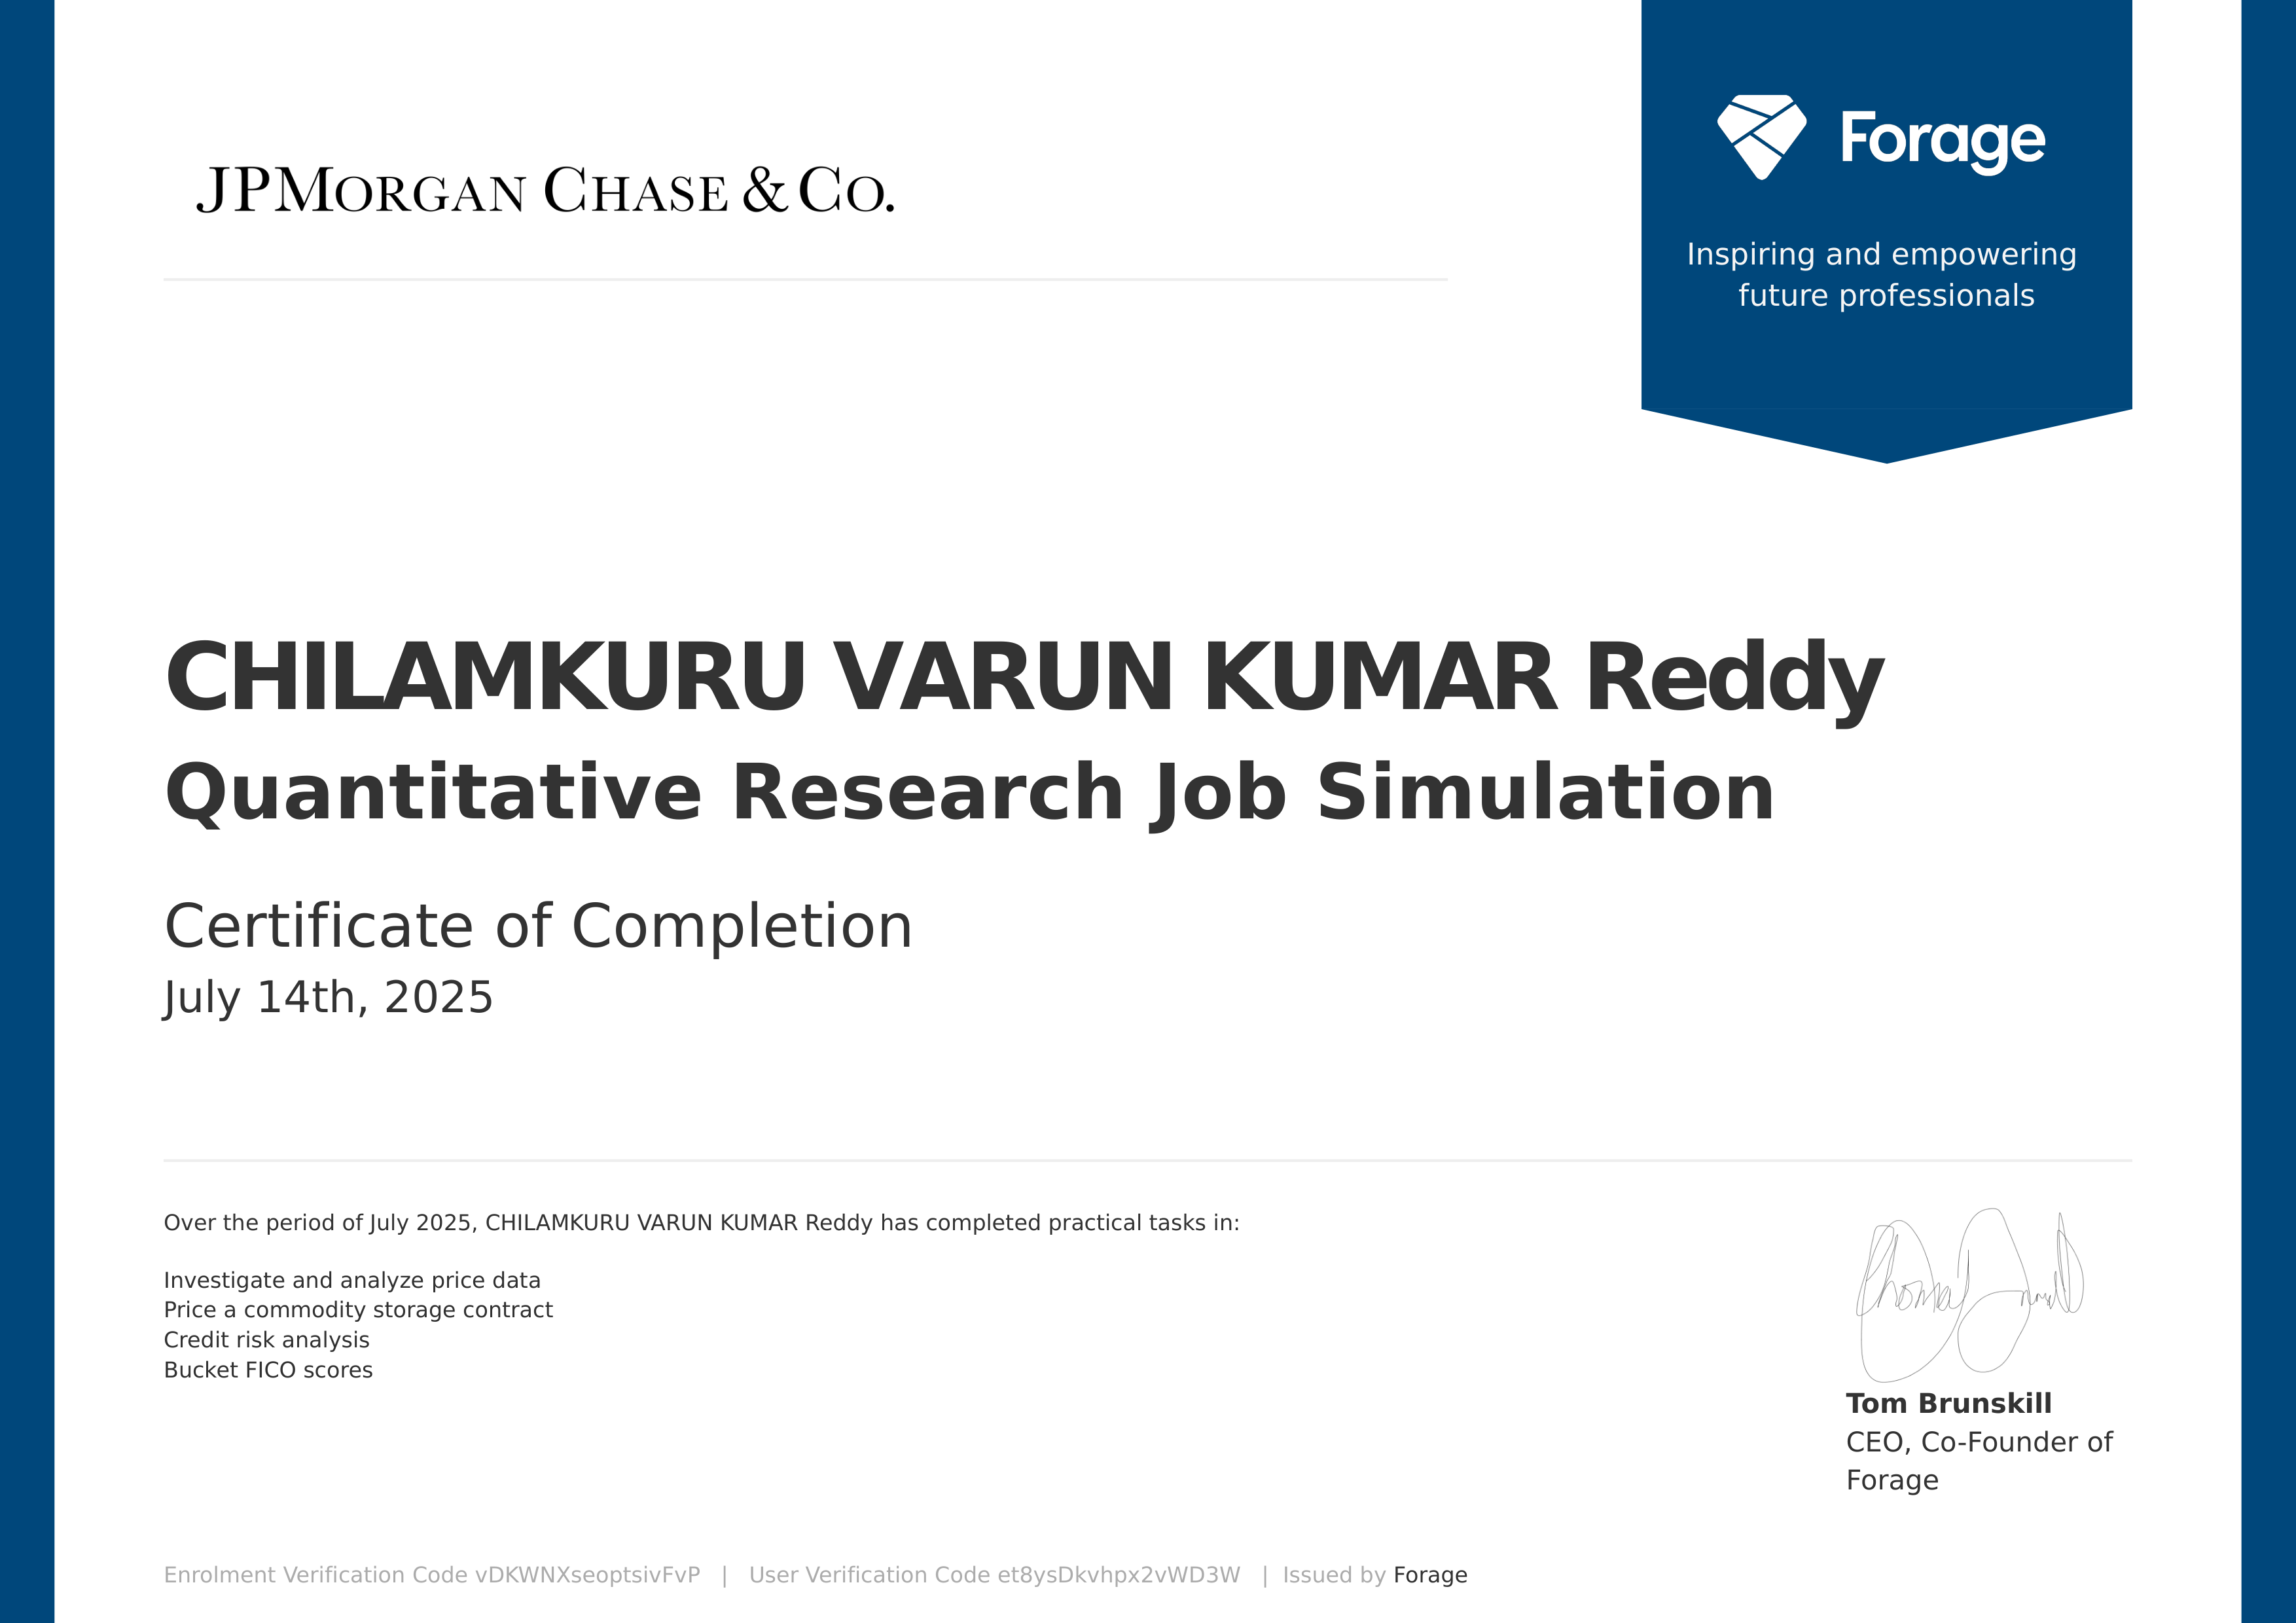 JPMorgan Chase & Co.
Forage
Inspiring and empowering
future professionals
CHILAMKURU VARUN KUMAR Reddy
Quantitative Research Job Simulation
Certificate of Completion
July 14th, 2025
Over the period of July 2025, CHILAMKURU VARUN KUMAR Reddy has completed practical tasks in:
Investigate and analyze price data
Price a commodity storage contract
Credit risk analysis
Bucket FICO scores
Tom Brunskill
CEO, Co-Founder of
Forage
Enrolment Verification Code vDKWNXseoptsivFvP | User Verification Code et8ysDkvhpx2vWD3W | Issued by Forage